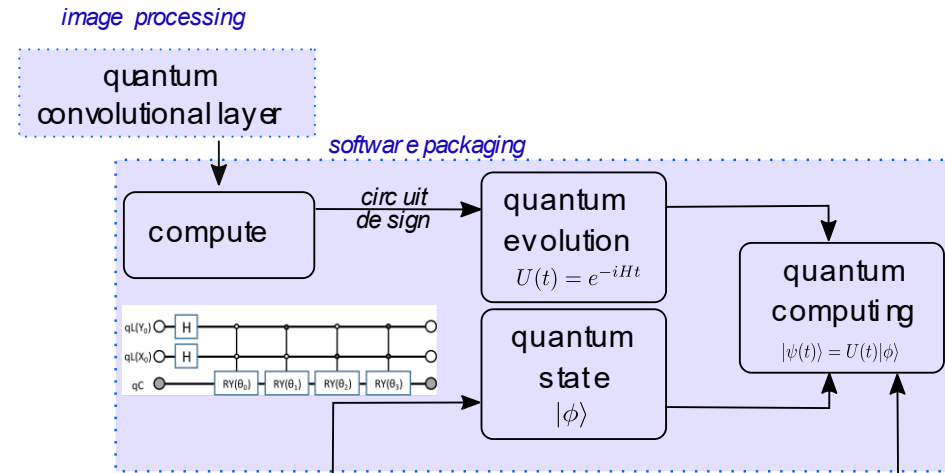 image processing
quantum
convolutional layer
software packaging
compute
circuit
design
quantum
evolution
U(t) = e^{-iHt}
quantum
computing
|ψ(t)⟩ = U(t)|ϕ⟩
qL(Y₀) H
qL(X₀) H
qC RY(θ₀) RY(θ₁) RY(θ₂) RY(θ₃)
quantum
state
|ϕ⟩